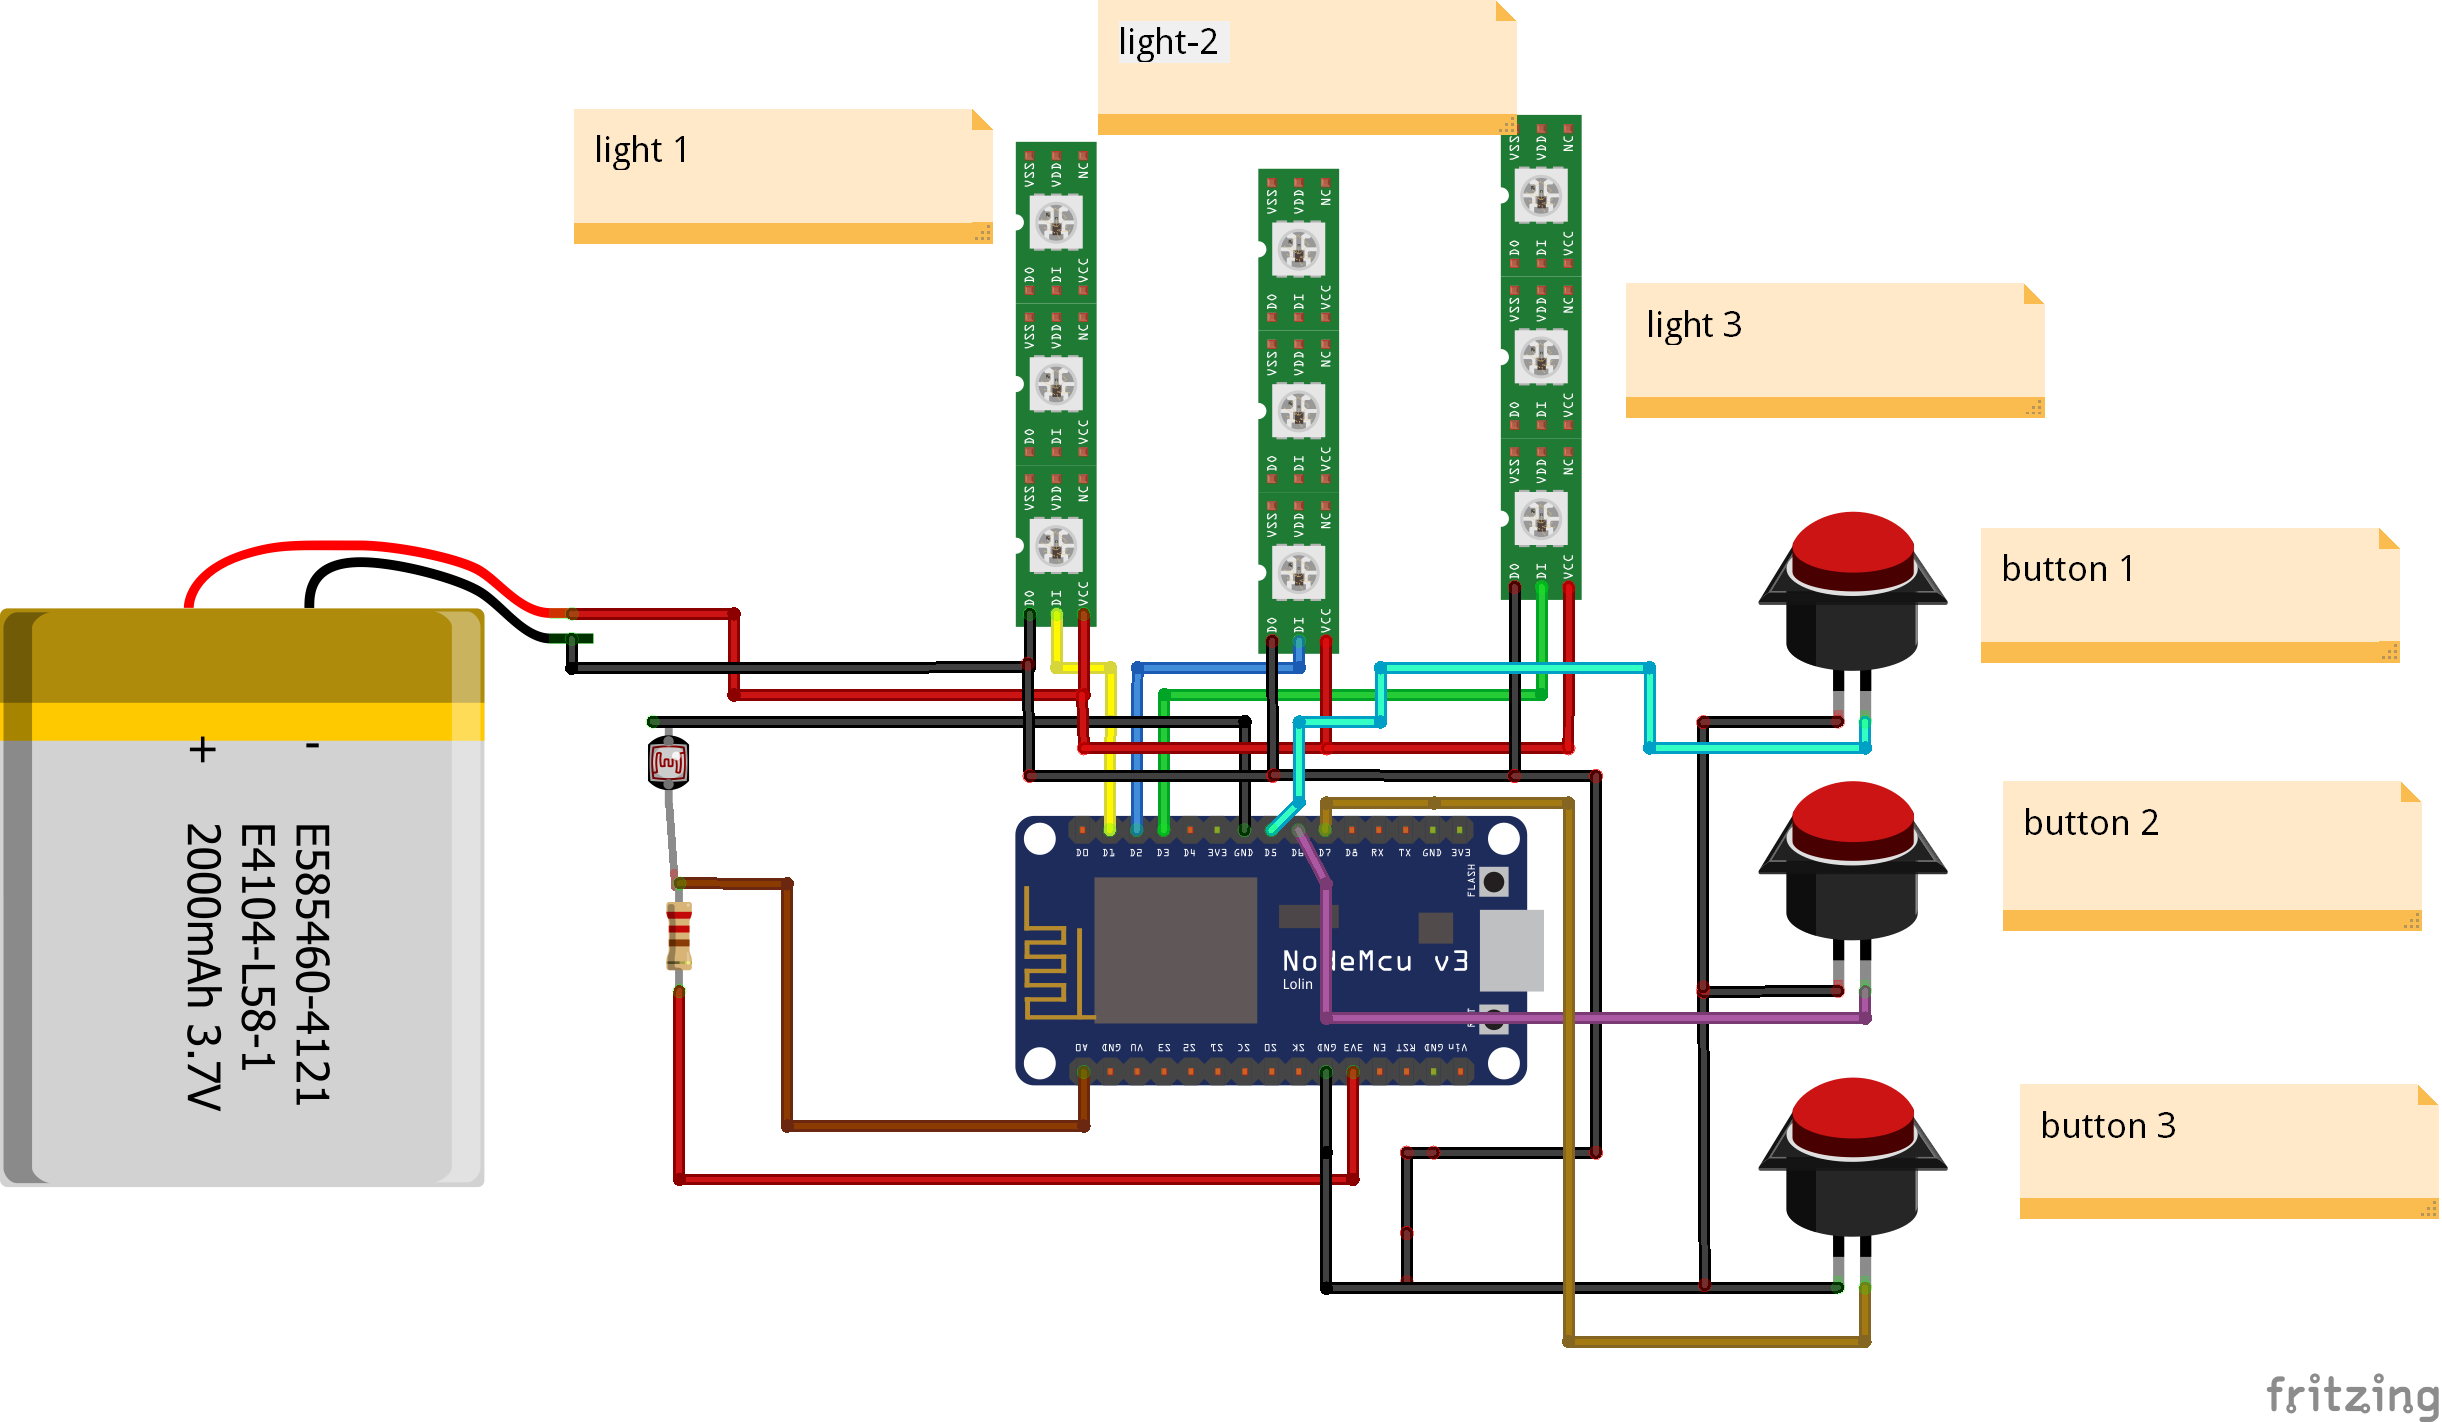 light-2
light 1
light 3
button 1
button 2
button 3
+ -
E585460-4121
E4104-L58-1
2000mAh 3.7V
VSS VDD NC
DO DI VCC
VSS VDD NC
DO DI VCC
VSS VDD NC
DO DI VCC
VSS VDD NC
DO DI VCC
VSS VDD NC
DO DI VCC
VSS VDD NC
DO DI VCC
VSS VDD NC
DO DI VCC
VSS VDD NC
DO DI VCC
VSS VDD NC
DO DI VCC
D0 D1 D2 D3 D4 3V3 GND D5 D6 D7 D8 RX TX GND 3V3
FLASH
NodeMcu v3
Lolin
A0 GND VU S3 S2 S1 SC SO SK GND 3V3 EN RST GND Vin
fritzing